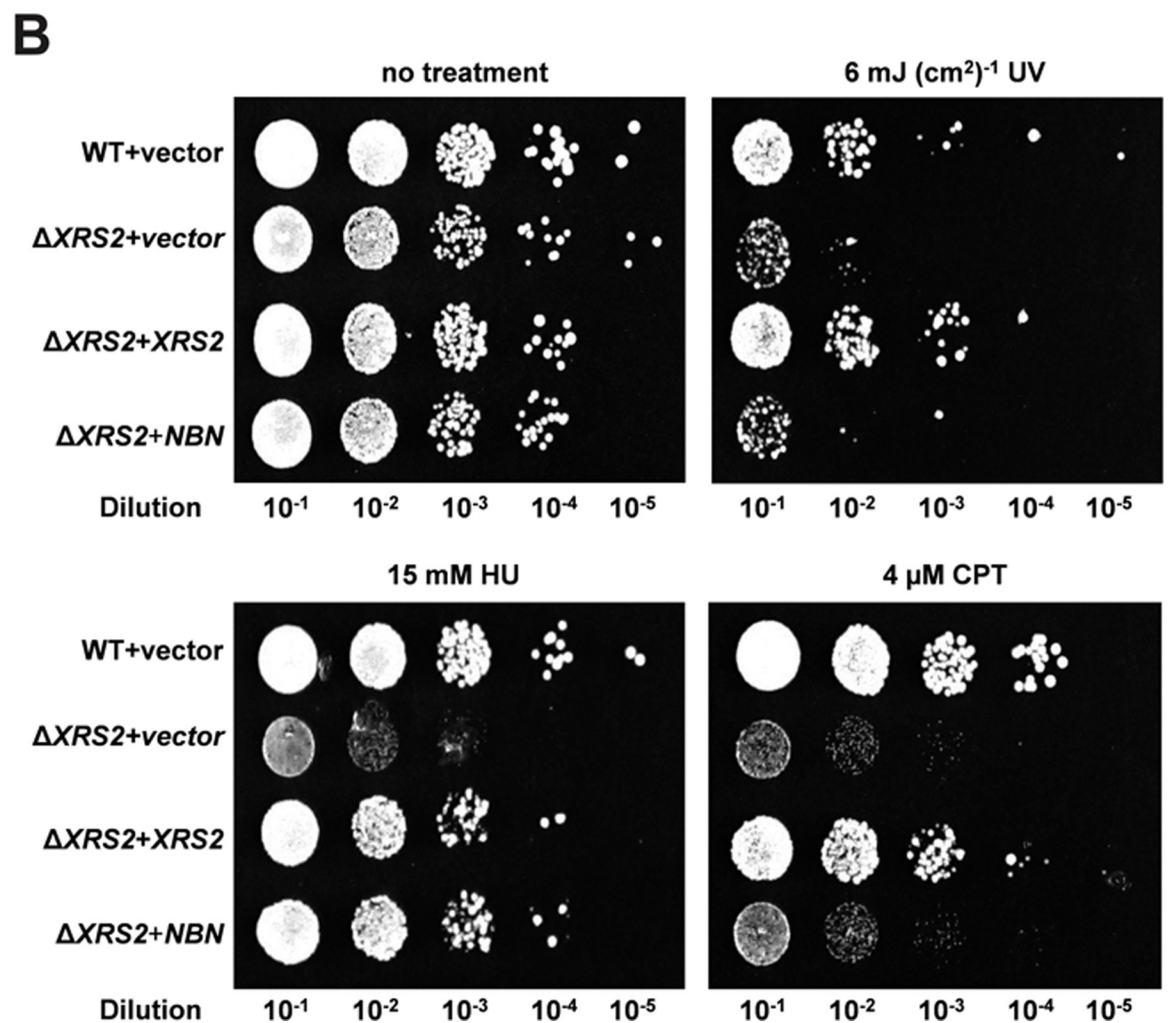 B
no treatment
6 mJ (cm²)⁻¹ UV
WT+vector
ΔXRS2+vector
ΔXRS2+XRS2
ΔXRS2+NBN
Dilution 10⁻¹ 10⁻² 10⁻³ 10⁻⁴ 10⁻⁵
10⁻¹ 10⁻² 10⁻³ 10⁻⁴ 10⁻⁵
15 mM HU
4 µM CPT
WT+vector
ΔXRS2+vector
ΔXRS2+XRS2
ΔXRS2+NBN
Dilution 10⁻¹ 10⁻² 10⁻³ 10⁻⁴ 10⁻⁵
10⁻¹ 10⁻² 10⁻³ 10⁻⁴ 10⁻⁵